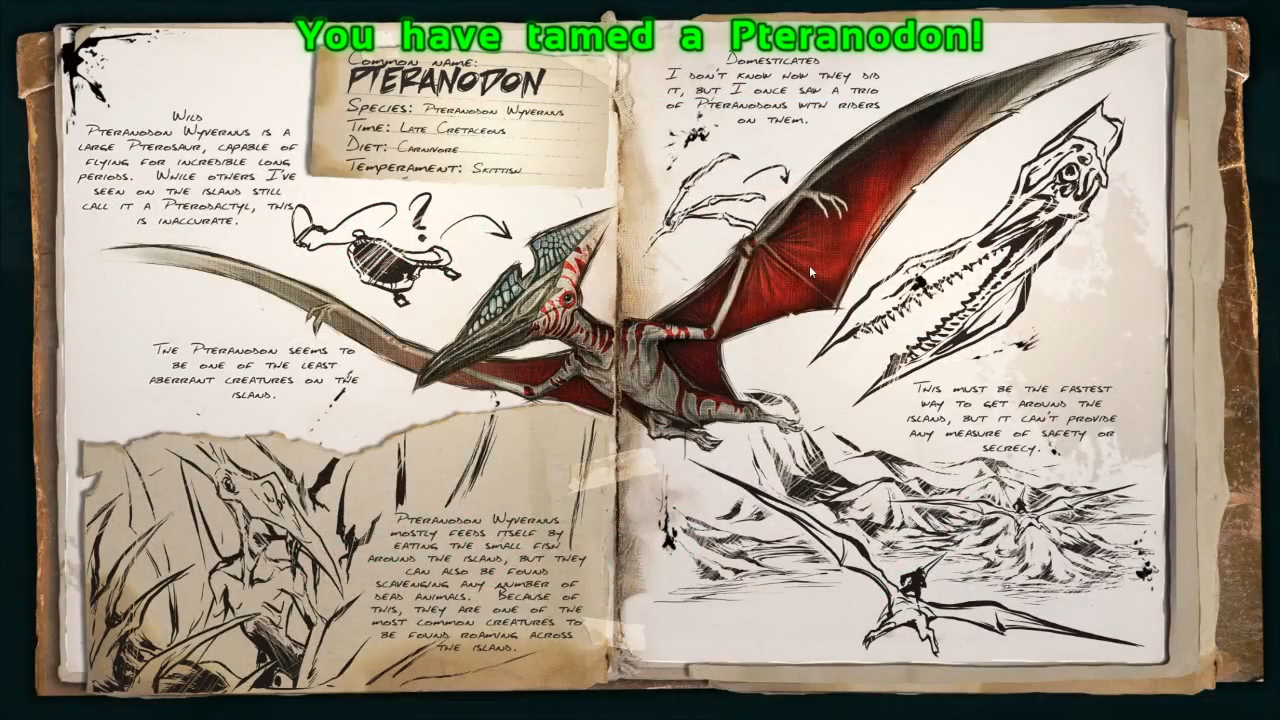 You have tamed a Pteranodon!
Common name:
Pteranodon
Species: Pteranodon Wyvernus
Time: Late Cretaceous
Diet: Carnivore
Temperament: Skittish
Wild
Pteranodon Wyvernus is a
large Pterosaur, capable of
flying for incredible long
periods. While others I've
seen on the island still
call it a Pterodactyl, this
is inaccurate.
?
The Pteranodon seems to
be one of the least
aberrant creatures on the
island.
Pteranodon Wyvernus
mostly feeds itself by
eating the small fish
around the island, but they
can also be found
scavenging any number of
dead animals. Because of
this, they are one of the
most common creatures to
be found roaming across
the island.
Domesticated
I don't know how they did
it, but I once saw a trio
of Pteranodons with riders
on them.
This must be the fastest
way to get around the
island, but it can't provide
any measure of safety or
secrecy.